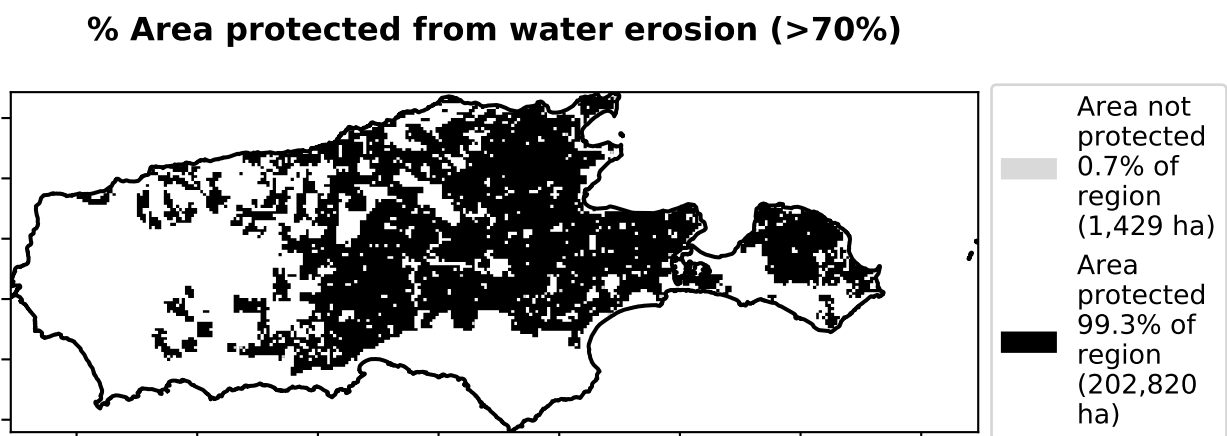 % Area protected from water erosion (>70%)
Area not
protected
0.7% of
region
(1,429 ha)
Area
protected
99.3% of
region
(202,820
ha)